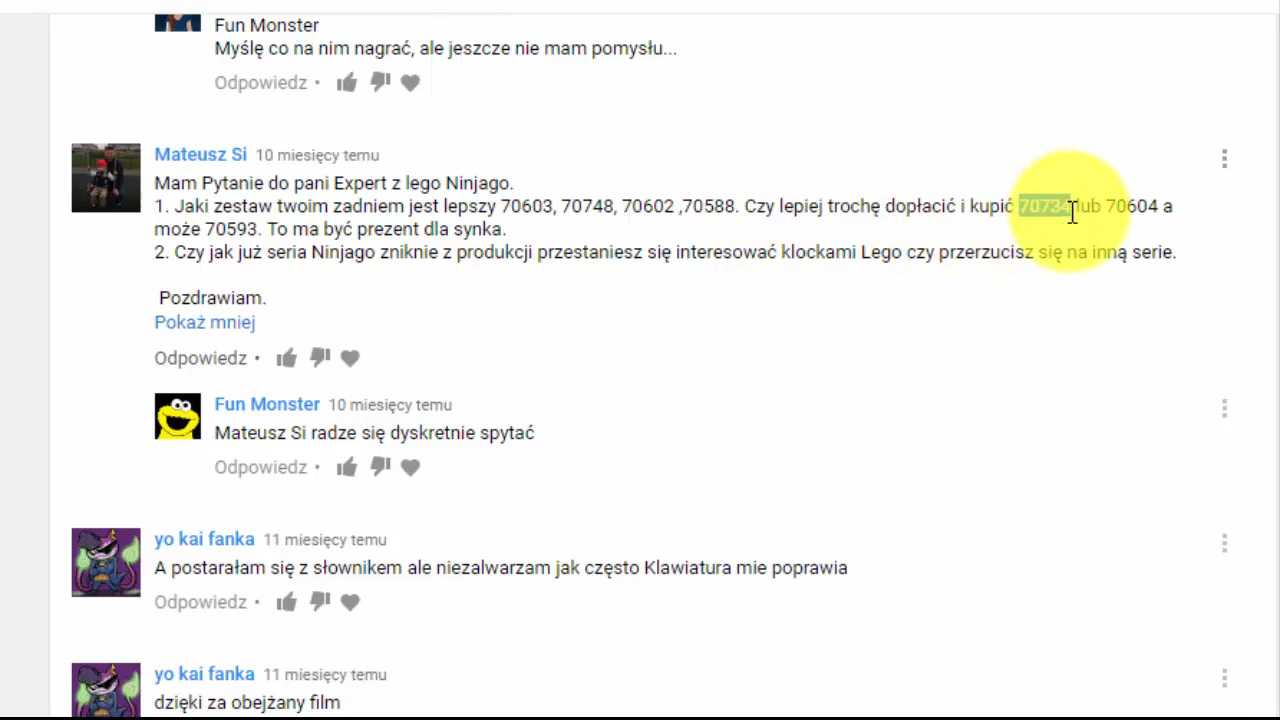 Fun Monster
Myślę co na nim nagrać, ale jeszcze nie mam pomysłu...
Odpowiedz •
Mateusz Si 10 miesięcy temu
Mam Pytanie do pani Expert z lego Ninjago.
1. Jaki zestaw twoim zadniem jest lepszy 70603, 70748, 70602 ,70588. Czy lepiej trochę dopłacić i kupić 70734 lub 70604 a
może 70593. To ma być prezent dla synka.
2. Czy jak już seria Ninjago zniknie z produkcji przestaniesz się interesować klockami Lego czy przerzucisz się na inną serie.
Pozdrawiam.
Pokaż mniej
Odpowiedz •
Fun Monster 10 miesięcy temu
Mateusz Si radze się dyskretnie spytać
Odpowiedz •
yo kai fanka 11 miesięcy temu
A postarałam się z słownikem ale niezalwarzam jak często Klawiatura mie poprawia
Odpowiedz •
yo kai fanka 11 miesięcy temu
dzięki za obejżany film